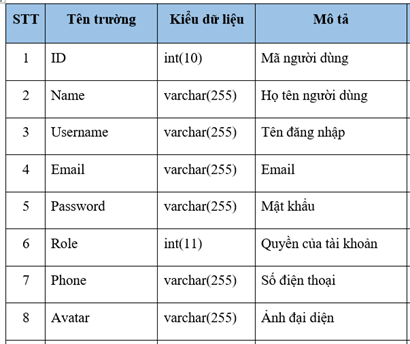 STT Tên trường Kiểu dữ liệu Mô tả
1 ID int(10) Mã người dùng
2 Name varchar(255) Họ tên người dùng
3 Username varchar(255) Tên đăng nhập
4 Email varchar(255) Email
5 Password varchar(255) Mật khẩu
6 Role int(11) Quyền của tài khoản
7 Phone varchar(255) Số điện thoại
8 Avatar varchar(255) Ảnh đại diện